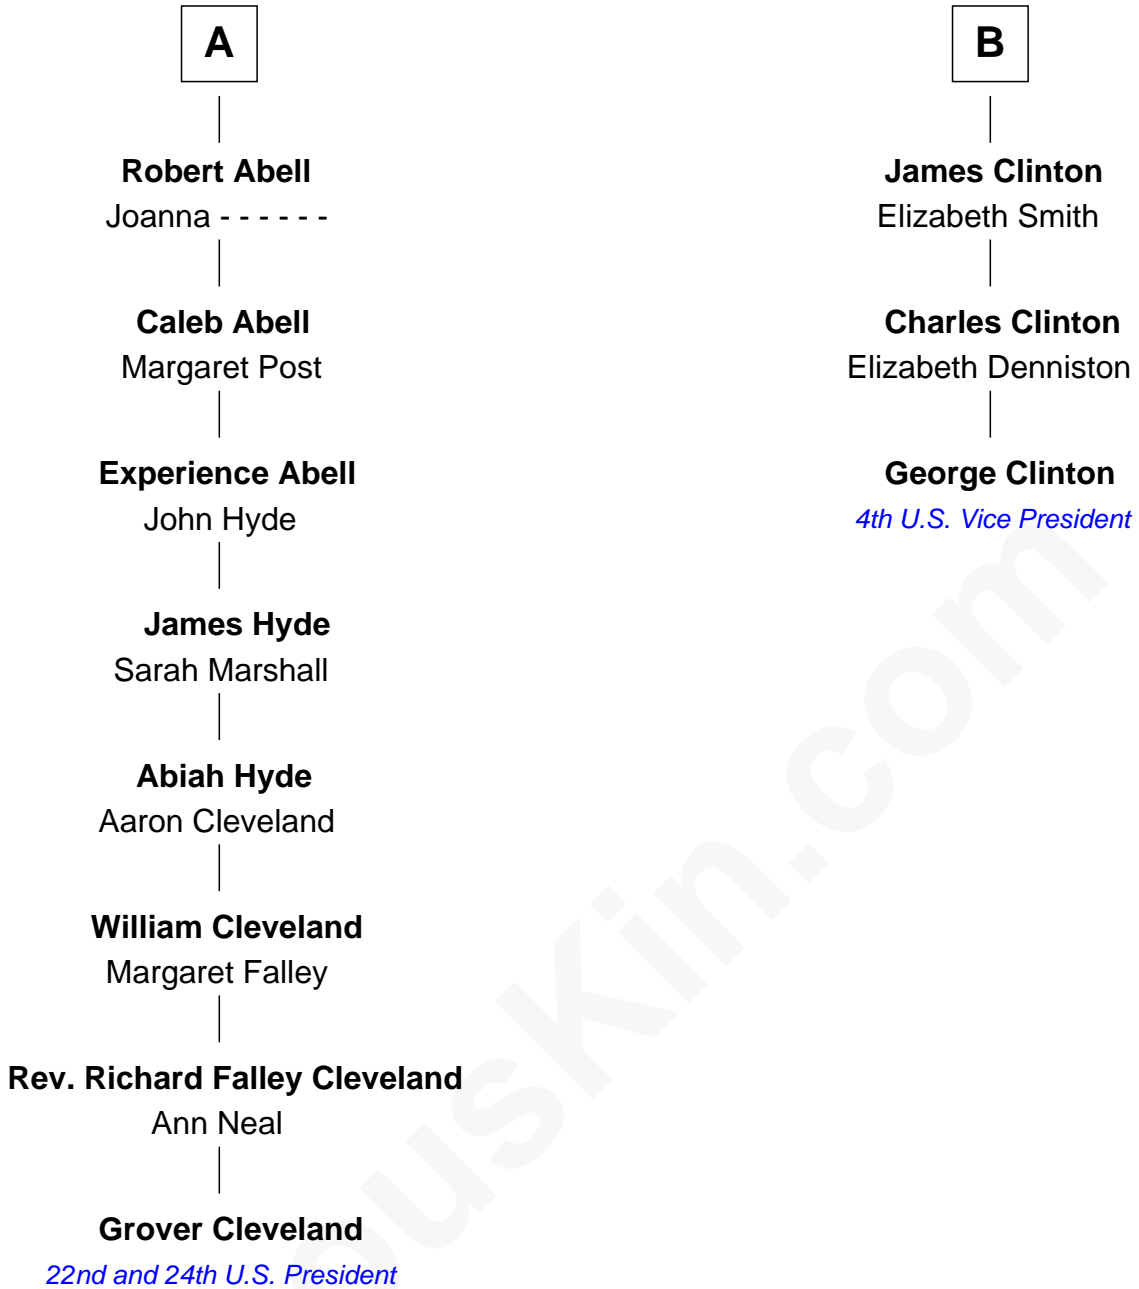 A
Robert Abell
Joanna - - - - - -
Caleb Abell
Margaret Post
Experience Abell
John Hyde
James Hyde
Sarah Marshall
Abiah Hyde
Aaron Cleveland
William Cleveland
Margaret Falley
Rev. Richard Falley Cleveland
Ann Neal
Grover Cleveland
22nd and 24th U.S. President
B
James Clinton
Elizabeth Smith
Charles Clinton
Elizabeth Denniston
George Clinton
4th U.S. Vice President
ousKin.com